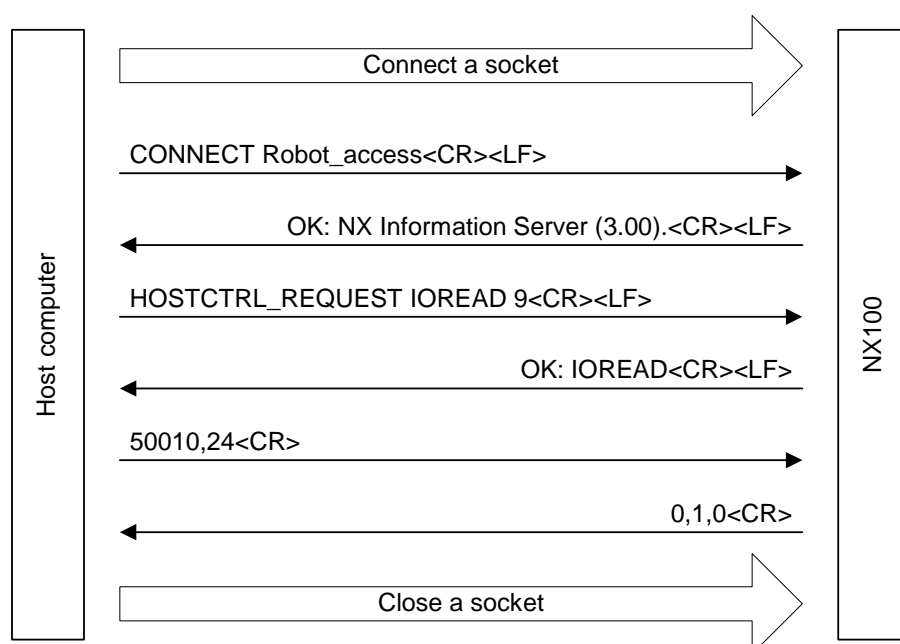 Connect a socket
CONNECT Robot_access<CR><LF>
OK: NX Information Server (3.00).<CR><LF>
Host computer
HOSTCTRL_REQUEST IOREAD 9<CR><LF>
NX100
OK: IOREAD<CR><LF>
50010,24<CR>
0,1,0<CR>
Close a socket